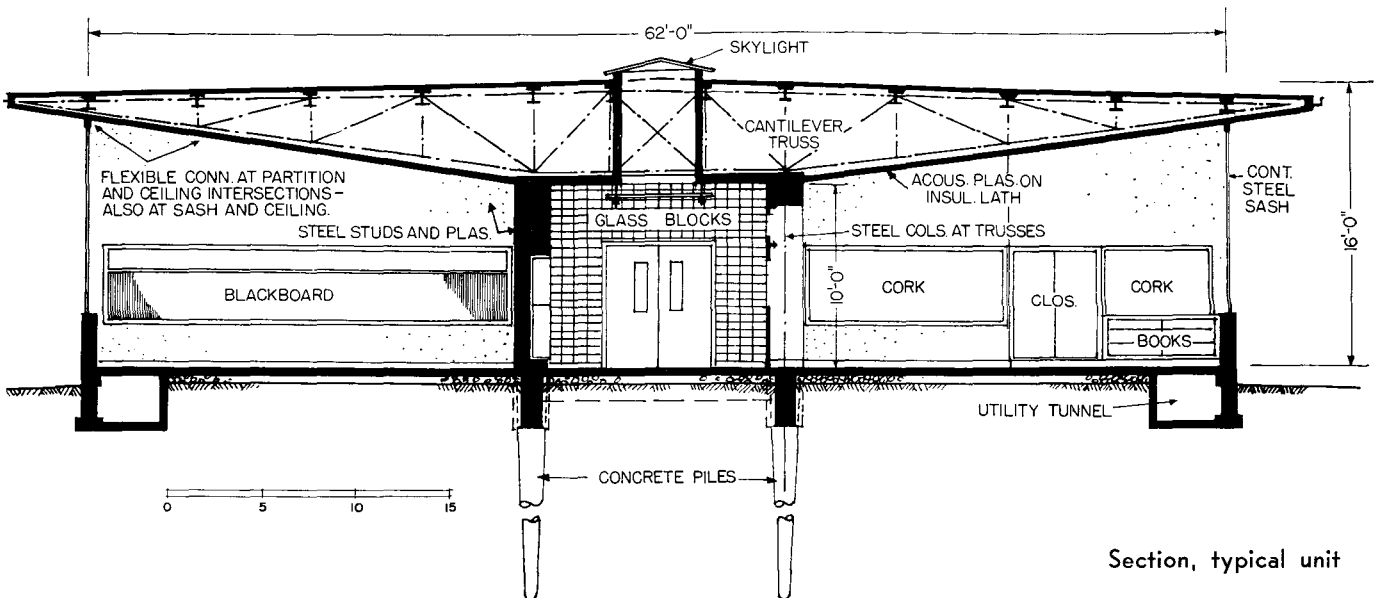 62'-0"
SKYLIGHT
CANTILEVER
TRUSS
FLEXIBLE CONN. AT PARTITION
AND CEILING INTERSECTIONS-
ALSO AT SASH AND CEILING.
ACOUS. PLAS. ON
INSUL. LATH
CONT.
STEEL
SASH
16'-0"
STEEL STUDS AND PLAS.
GLASS BLOCKS
STEEL COLS. AT TRUSSES
10'-0"
BLACKBOARD
CORK
CLOS.
CORK
BOOKS
UTILITY TUNNEL
CONCRETE PILES
0 5 10 15
Section, typical unit